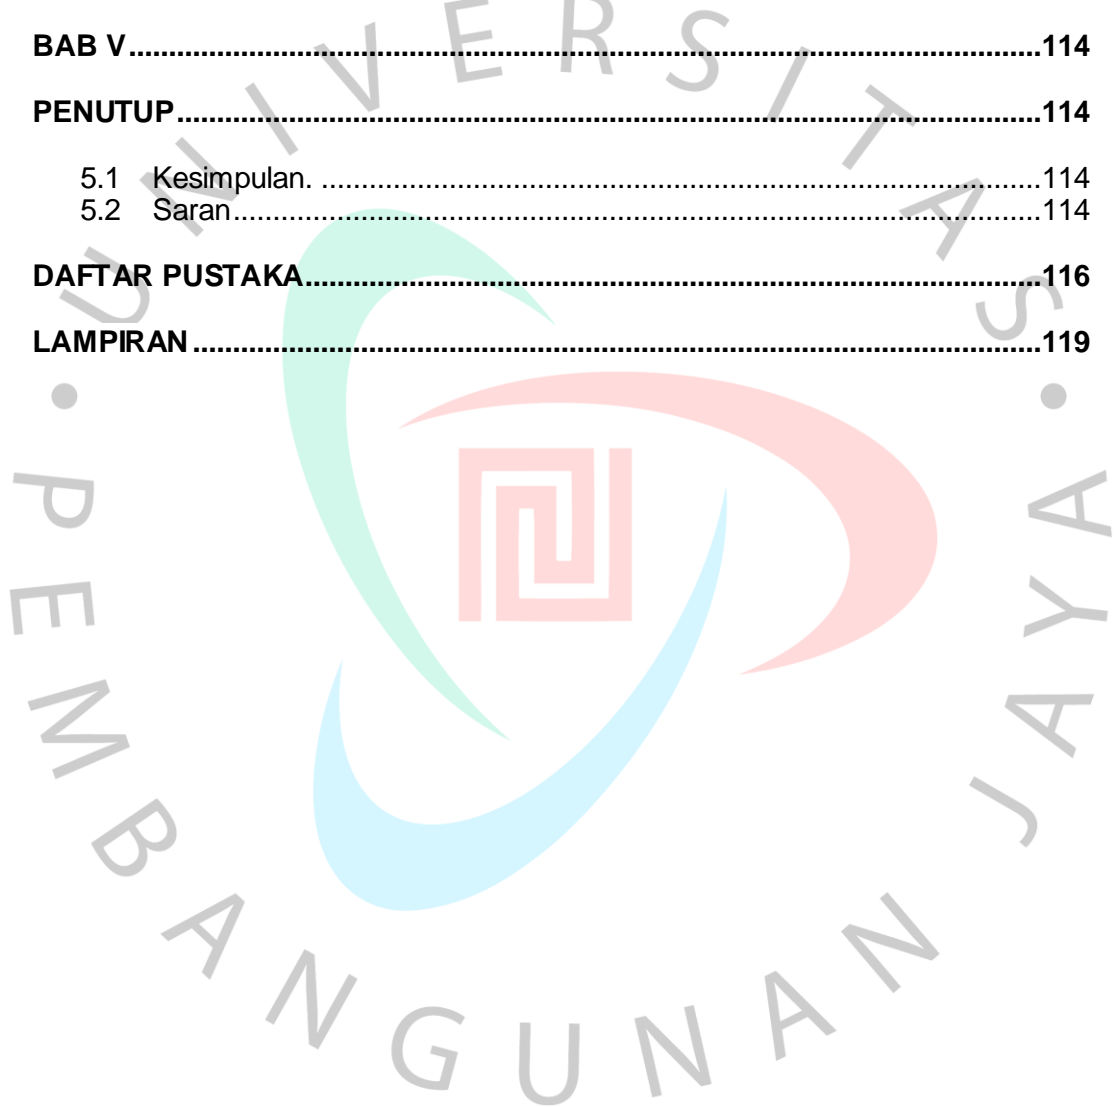 BAB V.......................................................................................................................114
PENUTUP.................................................................................................................114
5.1 Kesimpulan. ..........................................................................................114
5.2 Saran.....................................................................................................114
DAFTAR PUSTAKA................................................................................................116
LAMPIRAN ..............................................................................................................119
UNIVERSITAS • PEMBANGUNAN JAYA •